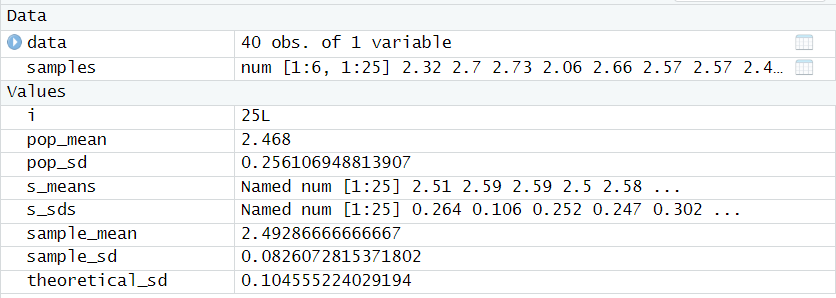 Data
data 40 obs. of 1 variable
samples num [1:6, 1:25] 2.32 2.7 2.73 2.06 2.66 2.57 2.57 2.4…
Values
i 25L
pop_mean 2.468
pop_sd 0.256106948813907
s_means Named num [1:25] 2.51 2.59 2.59 2.5 2.58 ...
s_sds Named num [1:25] 0.264 0.106 0.252 0.247 0.302 ...
sample_mean 2.49286666666667
sample_sd 0.0826072815371802
theoretical_sd 0.104555224029194